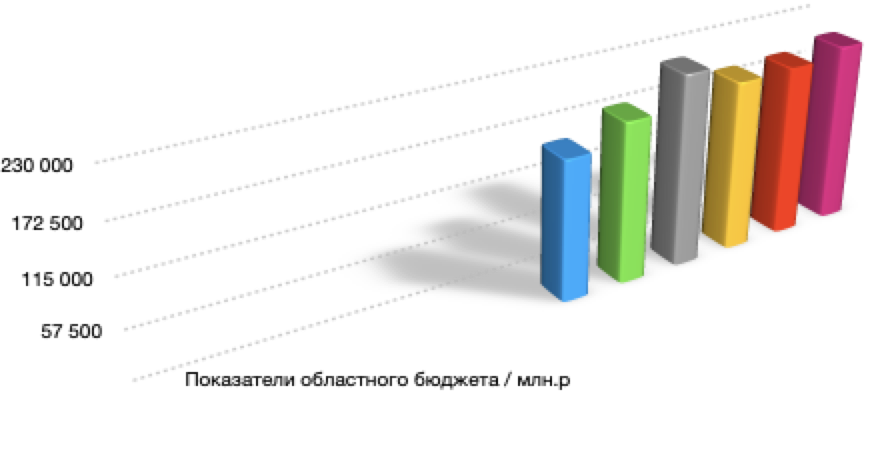 230 000
172 500
115 000
57 500
Показатели областного бюджета / млн.р